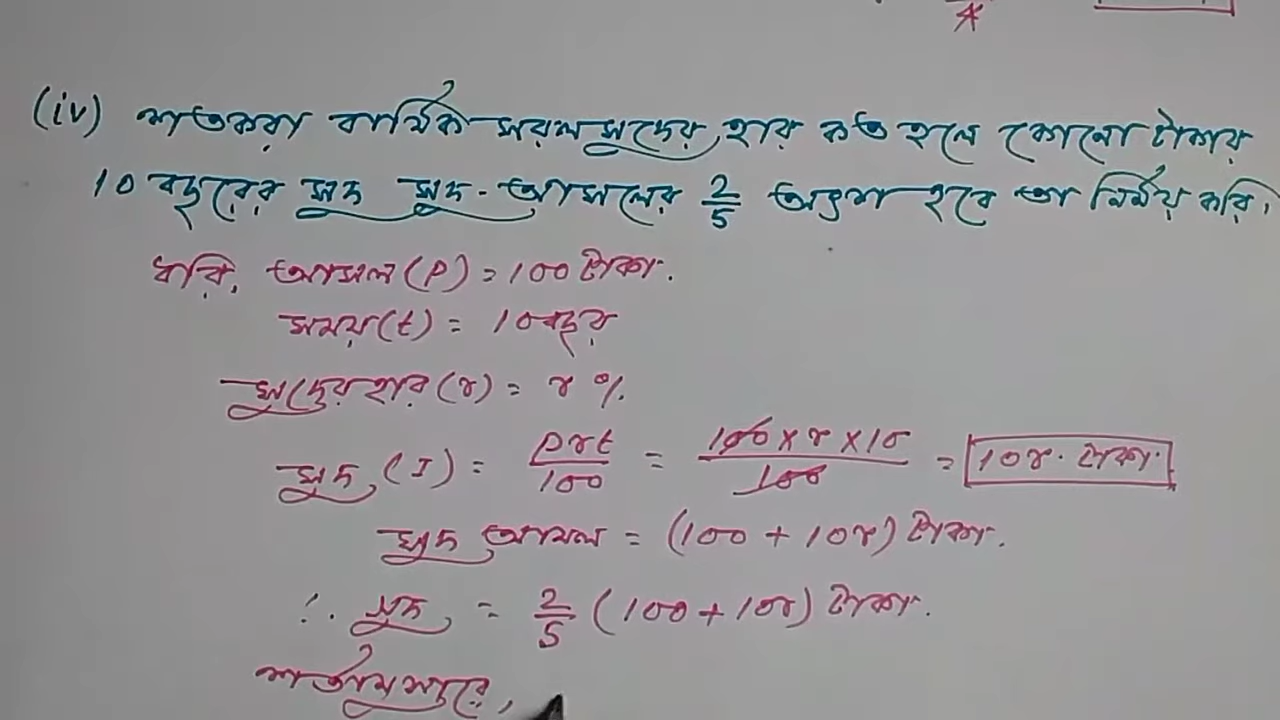 (iv) শতকরা বার্ষিক সরল সুদের হার কত হলে কোনো টাকার
10 বছরের সুদ সুদ-আসলের 2/5 অংশ হবে তা নির্ণয় করি।
ধরি, আসল (P) = 100 টাকা.
সময় (t) = 10 বছর
সুদের হার (r) = r %
সুদ (I) = prt/100 = 100 × r × 10/100 = 10r. টাকা.
সুদ আসল = (100 + 10r) টাকা.
∴ সুদ = 2/5 (100 + 10r) টাকা.
শর্তানুসারে,